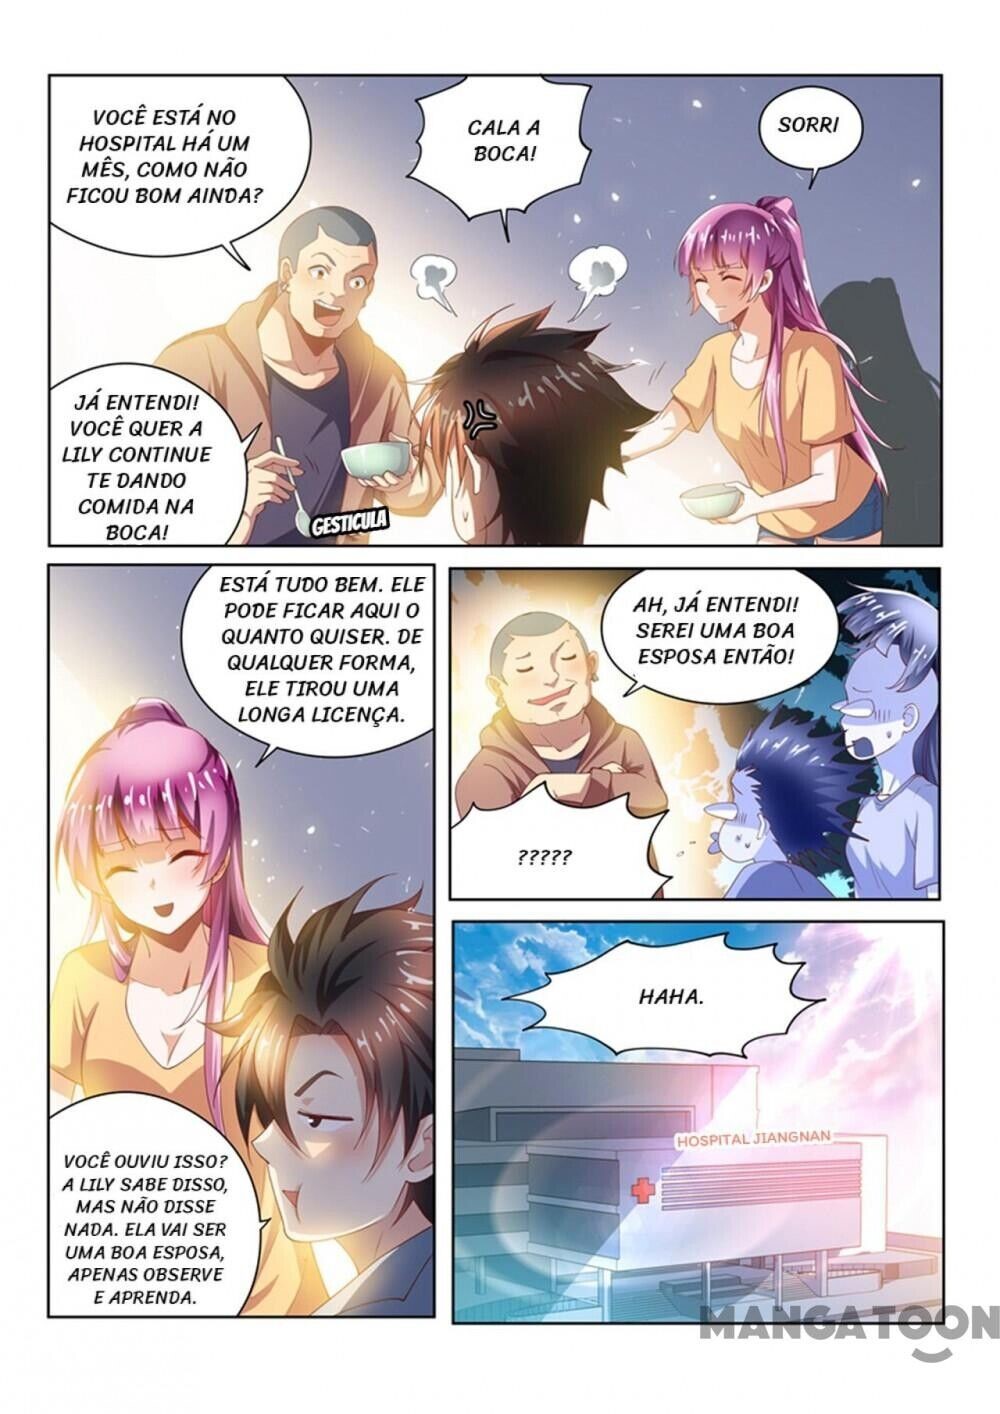 VOCÊ ESTÁ NO
HOSPITAL HÁ UM
MÊS, COMO NÃO
FICOU BOM AINDA?
CALA A
BOCA!
SORRI
JÁ ENTENDI!
VOCÊ QUER A
LILY CONTINUE
TE DANDO
COMIDA NA
BOCA!
GESTICULA
ESTÁ TUDO BEM. ELE
PODE FICAR AQUI O
QUANTO QUISER. DE
QUALQUER FORMA,
ELE TIROU UMA
LONGA LICENÇA.
VOCÊ OUVIU ISSO?
A LILY SABE DISSO,
MAS NÃO DISSE
NADA. ELA VAI SER
UMA BOA ESPOSA,
APENAS OBSERVE
E APRENDA.
AH, JÁ ENTENDI!
SEREI UMA BOA
ESPOSA ENTÃO!
?????
HAHA.
HOSPITAL JIANGNAN
MANGATOON